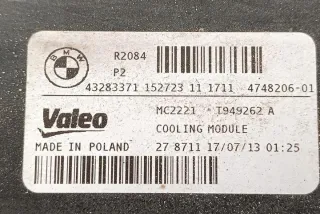 BMW
R2084
P2
43283371 152723 11 1711 4748206-01
Valeo
MC2221 T949262 A
COOLING MODULE
MADE IN POLAND 27 8711 17/07/13 01:25